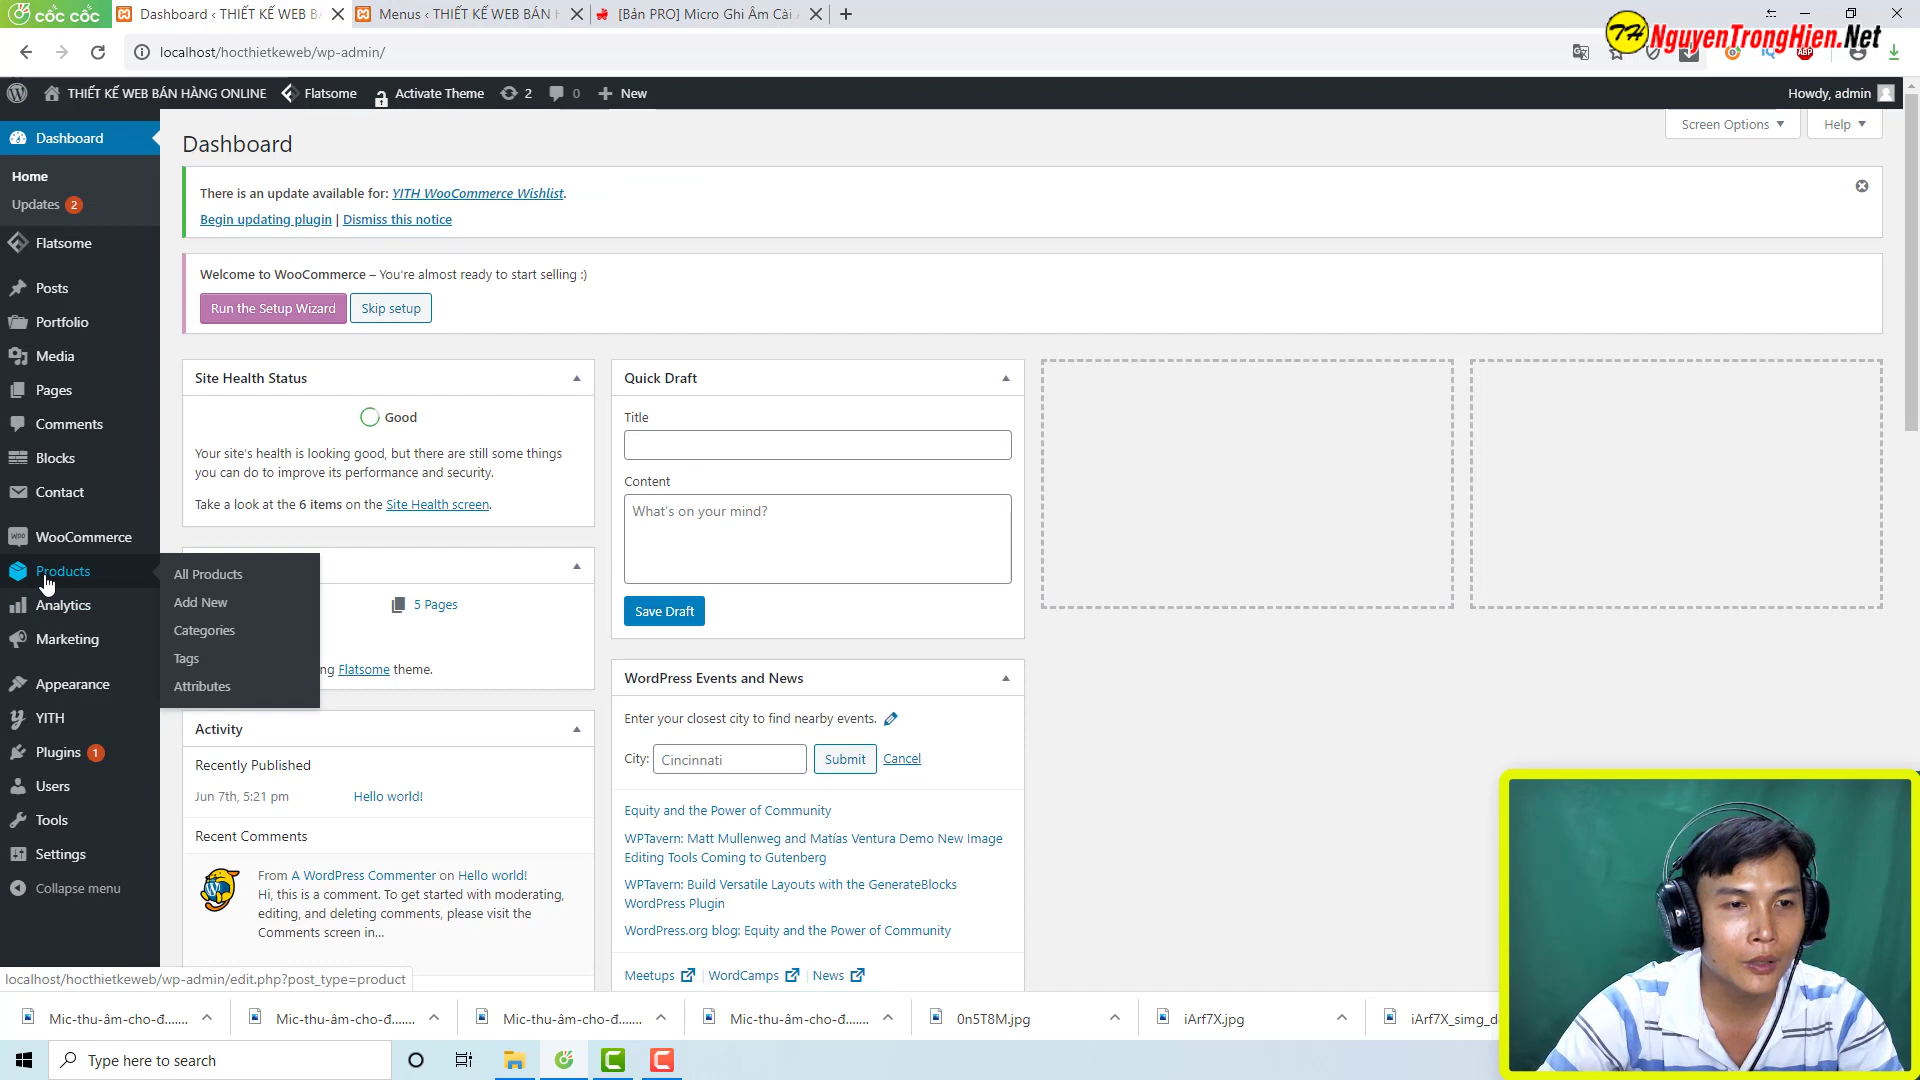 cốc cốc
Dashboard ‹ THIẾT KẾ WEB BÁ
Menus ‹ THIẾT KẾ WEB BÁN H
[Bản PRO] Micro Ghi Âm Cài
localhost/hocthietkeweb/wp-admin/
TH NguyenTrongHien.Net
THIẾT KẾ WEB BÁN HÀNG ONLINE
Flatsome
Activate Theme
2
0
New
Howdy, admin
Dashboard
Home
Updates 2
Flatsome
Posts
Portfolio
Media
Pages
Comments
Blocks
Contact
WooCommerce
Products
Analytics
Marketing
Appearance
YITH
Plugins 1
Users
Tools
Settings
Collapse menu
All Products
Add New
Categories
Tags
Attributes
Dashboard
Screen Options
Help
There is an update available for: YITH WooCommerce Wishlist.
Begin updating plugin | Dismiss this notice
Welcome to WooCommerce – You‘re almost ready to start selling :)
Run the Setup Wizard
Skip setup
Site Health Status
Good
Your site’s health is looking good, but there are still some things
you can do to improve its performance and security.
Take a look at the 6 items on the Site Health screen.
5 Pages
ng Flatsome theme.
Activity
Recently Published
Jun 7th, 5:21 pm
Hello world!
Recent Comments
From A WordPress Commenter on Hello world!
Hi, this is a comment. To get started with moderating,
editing, and deleting comments, please visit the
Comments screen in...
Quick Draft
Title
Content
What’s on your mind?
Save Draft
WordPress Events and News
Enter your closest city to find nearby events.
City:
Cincinnati
Submit
Cancel
Equity and the Power of Community
WPTavern: Matt Mullenweg and Matías Ventura Demo New Image
Editing Tools Coming to Gutenberg
WPTavern: Build Versatile Layouts with the GenerateBlocks
WordPress Plugin
WordPress.org blog: Equity and the Power of Community
Meetups | WordCamps | News
localhost/hocthietkeweb/wp-admin/edit.php?post_type=product
Mic-thu-âm-cho-đ.......
Mic-thu-âm-cho-đ.......
Mic-thu-âm-cho-đ.......
Mic-thu-âm-cho-đ.......
0n5T8M.jpg
iArf7X.jpg
iArf7X_simg_d
Type here to search